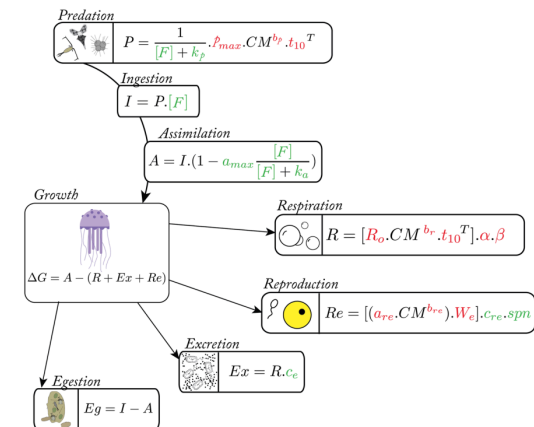 Predation
P = 1 / [F] + k_p . p_max . CM^{b_p} . t_10^T
Ingestion
I = P.[F]
Assimilation
A = I.(1 − a_max [F] / [F] + k_a)
Growth
ΔG = A − (R + Ex + Re)
Respiration
R = [R_o.CM^{b_r}.t_10^T].α.β
Reproduction
Re = [(a_re.CM^{b_re}).W_e].c_re.spn
Excretion
Ex = R.c_e
Egestion
Eg = I − A